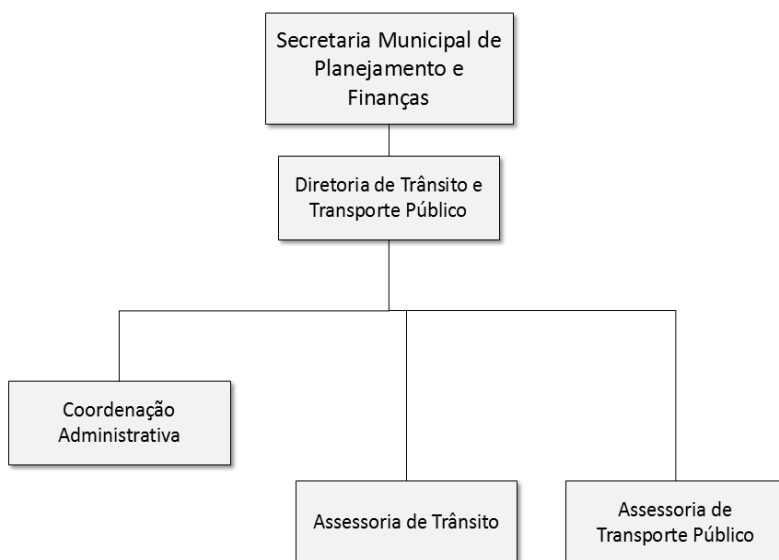 Secretaria Municipal de
Planejamento e
Finanças
Diretoria de Trânsito e
Transporte Público
Coordenação
Administrativa
Assessoria de Trânsito
Assessoria de
Transporte Público